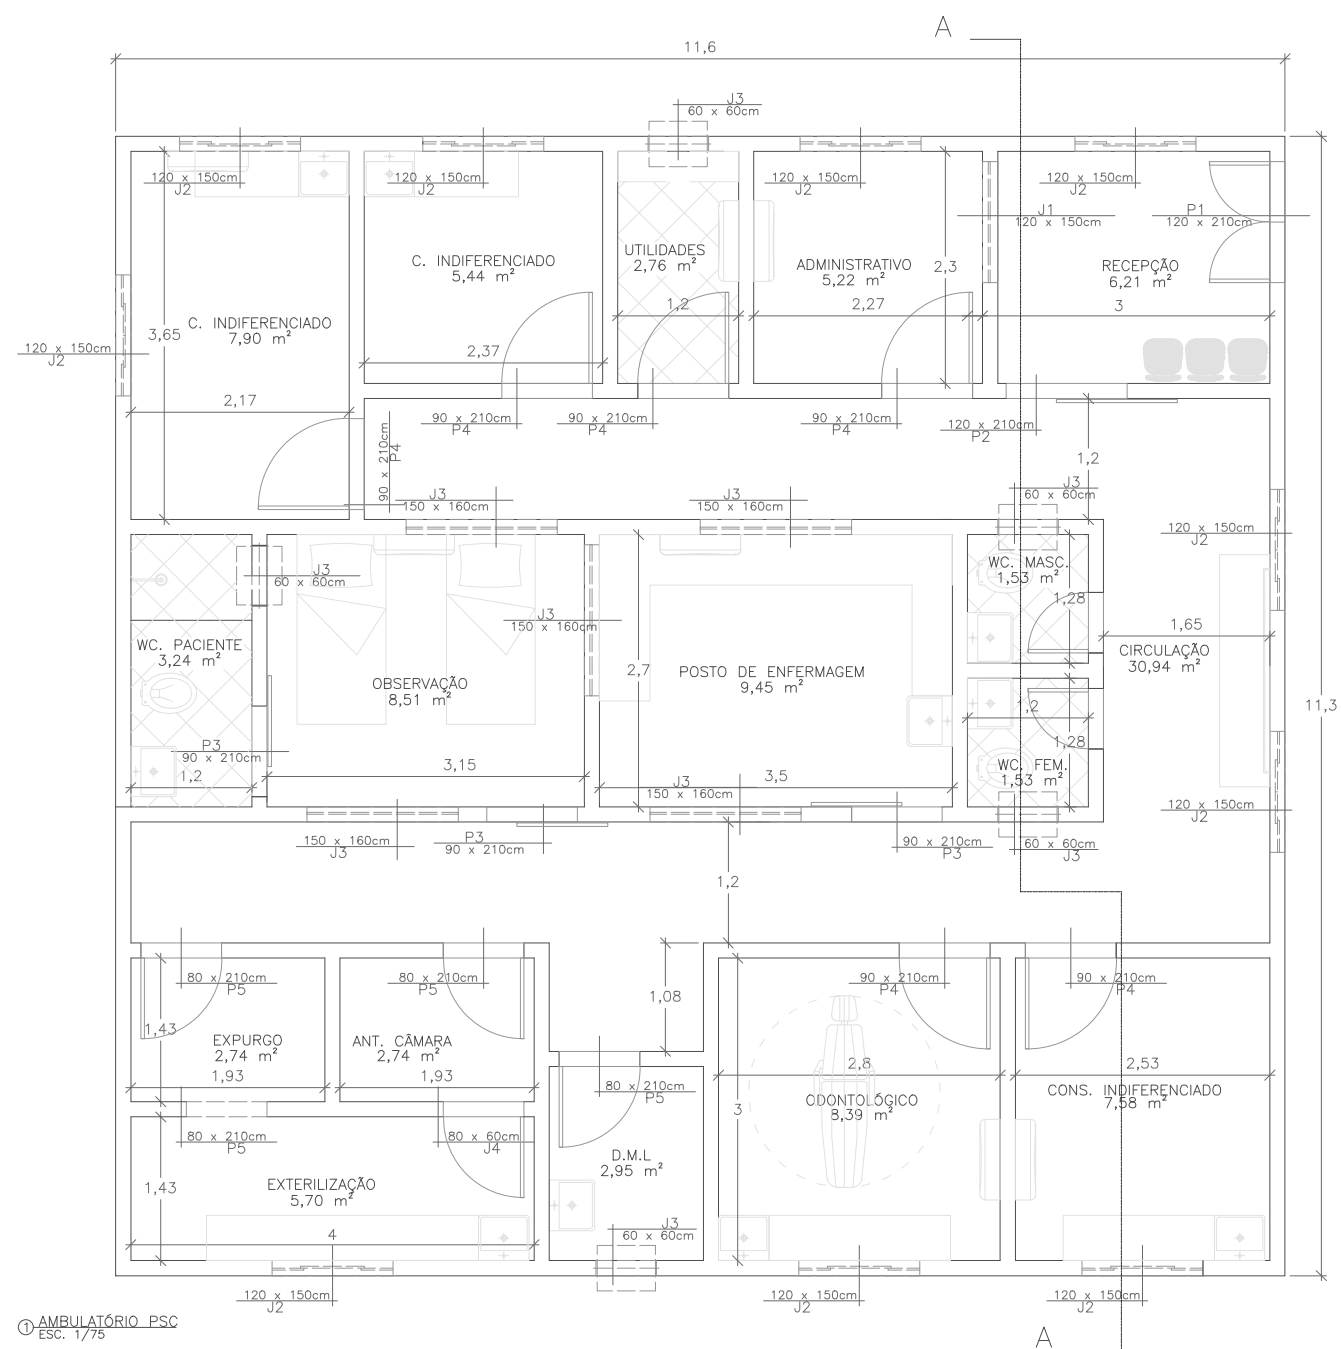 A
11,6
J3
60 x 60cm
120 x 150cm
J2
120 x 150cm
J2
120 x 150cm
J2
120 x 150cm
J2
J1
120 x 150cm
P1
120 x 210cm
UTILIDADES
2,76 m²
C. INDIFERENCIADO
5,44 m²
ADMINISTRATIVO
5,22 m²
2,3
RECEPÇÃO
6,21 m²
1,2
2,27
3
C. INDIFERENCIADO
7,90 m²
3,65
120 x 150cm
J2
2,37
2,17
90 x 210cm
P4
90 x 210cm
P4
90 x 210cm
P4
120 x 210cm
P2
90 x 210cm
P4
1,2
J3
150 x 160cm
J3
150 x 160cm
J3
60 x 60cm
120 x 150cm
J2
WC. MASC.
1,53 m²
J3
60 x 60cm
1,28
J3
150 x 160cm
1,65
WC. PACIENTE
3,24 m²
CIRCULAÇÃO
30,94 m²
2,7
POSTO DE ENFERMAGEM
9,45 m²
OBSERVAÇÃO
8,51 m²
1,2
11,3
P3
90 x 210cm
1,28
3,15
WC. FEM.
1,53 m²
1,2
3,5
J3
150 x 160cm
120 x 150cm
J2
150 x 160cm
J3
P3
90 x 210cm
90 x 210cm
P3
60 x 60cm
J3
1,2
80 x 210cm
P5
80 x 210cm
P5
90 x 210cm
P4
90 x 210cm
P4
1,08
1,43
EXPURGO
2,74 m²
ANT. CÂMARA
2,74 m²
1,93
1,93
2,8
2,53
80 x 210cm
P5
ODONTOLÓGICO
8,39 m²
CONS. INDIFERENCIADO
7,58 m²
3
80 x 210cm
P5
80 x 60cm
J4
D.M.L
2,95 m²
1,43
EXTERILIZAÇÃO
5,70 m²
4
J3
60 x 60cm
120 x 150cm
J2
120 x 150cm
J2
120 x 150cm
J2
1 AMBULATÓRIO PSC
ESC. 1/75
A